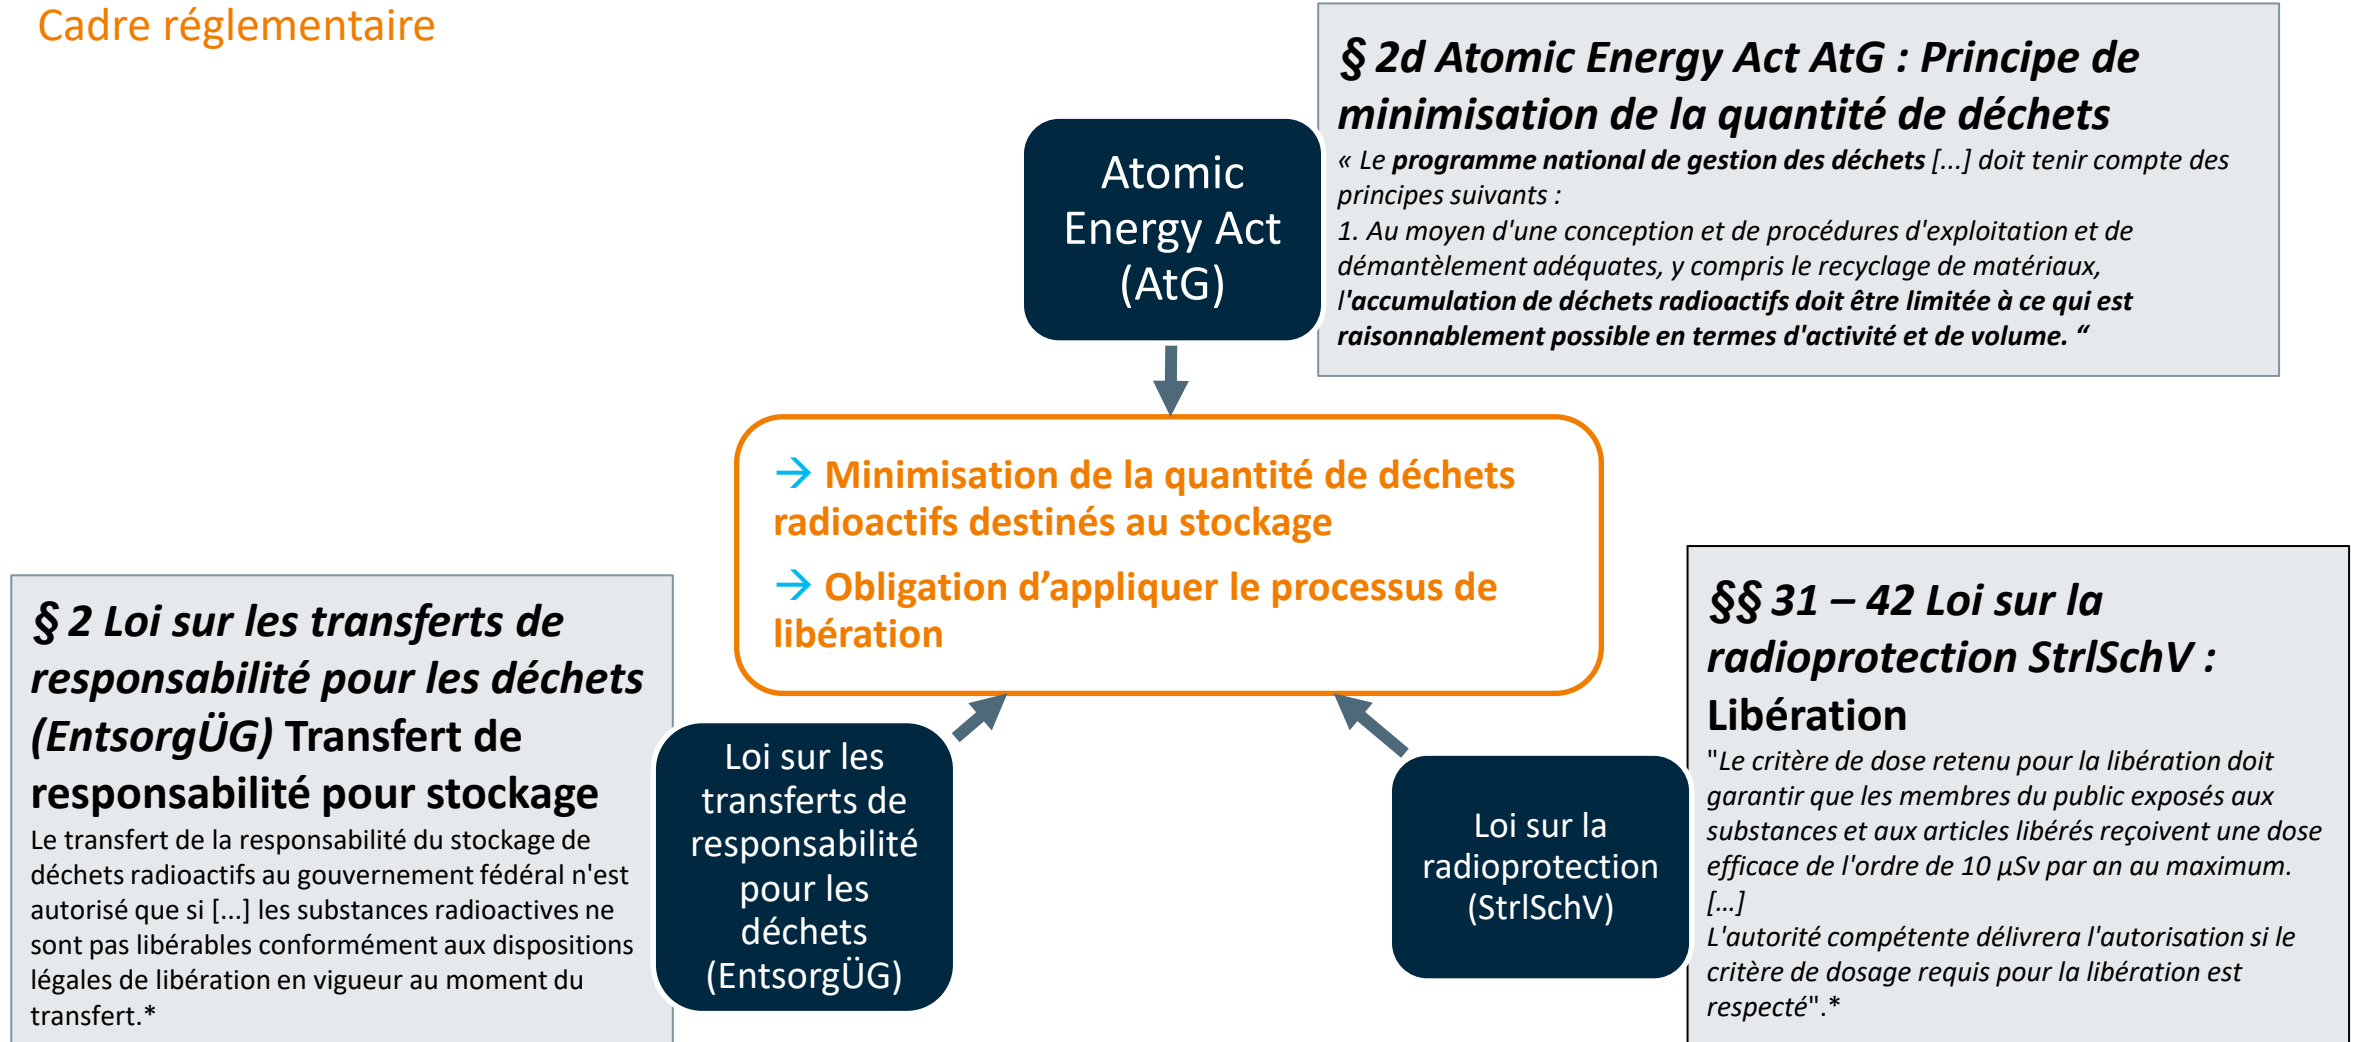 Cadre réglementaire
§ 2d Atomic Energy Act AtG : Principe de
minimisation de la quantité de déchets
« Le programme national de gestion des déchets [...] doit tenir compte des
principes suivants :
1. Au moyen d'une conception et de procédures d'exploitation et de
démantèlement adéquates, y compris le recyclage de matériaux,
l'accumulation de déchets radioactifs doit être limitée à ce qui est
raisonnablement possible en termes d'activité et de volume. “
Atomic
Energy Act
(AtG)
→ Minimisation de la quantité de déchets
radioactifs destinés au stockage
→ Obligation d’appliquer le processus de
libération
§ 2 Loi sur les transferts de
responsabilité pour les déchets
(EntsorgÜG) Transfert de
responsabilité pour stockage
Le transfert de la responsabilité du stockage de
déchets radioactifs au gouvernement fédéral n'est
autorisé que si [...] les substances radioactives ne
sont pas libérables conformément aux dispositions
légales de libération en vigueur au moment du
transfert.*
Loi sur les
transferts de
responsabilité
pour les
déchets
(EntsorgÜG)
Loi sur la
radioprotection
(StrlSchV)
§§ 31 – 42 Loi sur la
radioprotection StrlSchV :
Libération
"Le critère de dose retenu pour la libération doit
garantir que les membres du public exposés aux
substances et aux articles libérés reçoivent une dose
efficace de l'ordre de 10 µSv par an au maximum.
[…]
L'autorité compétente délivrera l'autorisation si le
critère de dosage requis pour la libération est
respecté".*